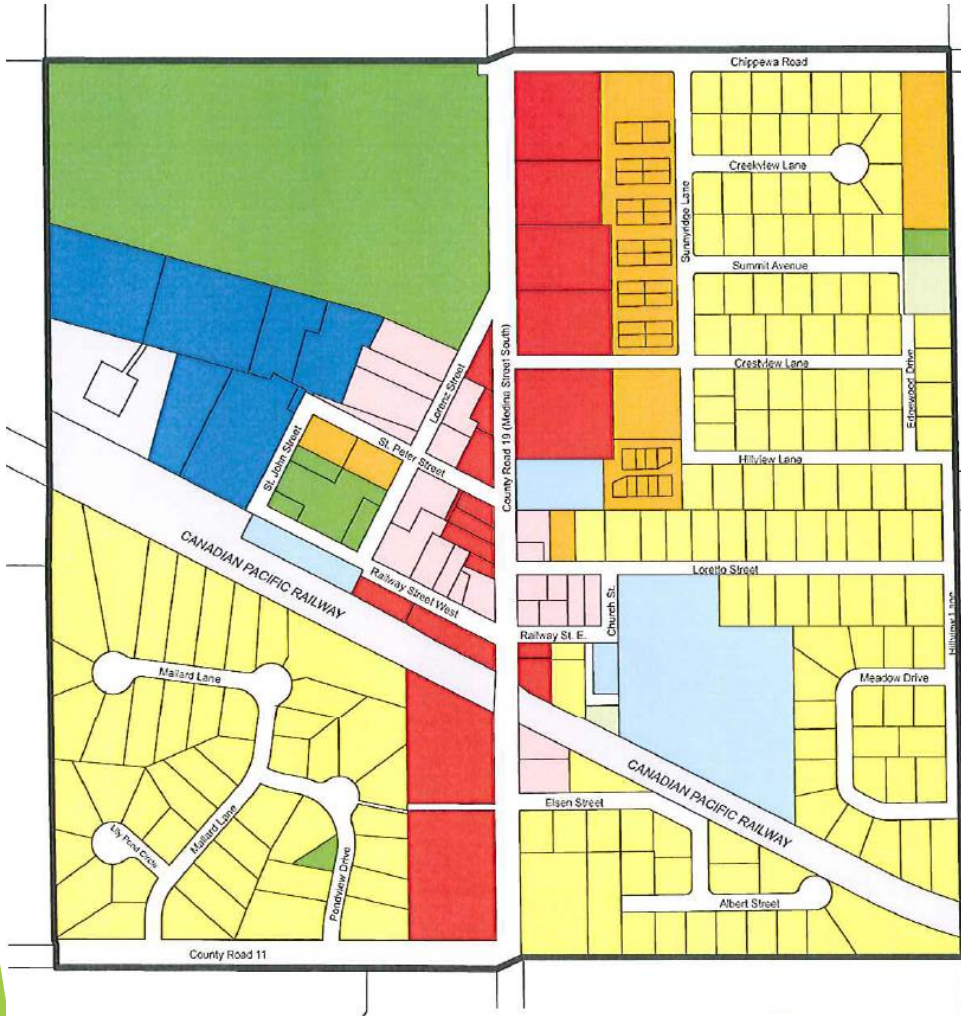 Chippewa Road
Creekview Lane
Sunnyridge Lane
Summit Avenue
County Road 19 (Medina Street South)
Crestview Lane
Lorenz Street
Edgewood Drive
St. Peter Street
St. John Street
Hillview Lane
CANADIAN PACIFIC RAILWAY
Railway Street West
Loretto Street
Church St.
Hillview Lane
Railway St. E.
Mallard Lane
Meadow Drive
CANADIAN PACIFIC RAILWAY
Elsen Street
Mallard Lane
Lily Pond Circle
Pondview Drive
Albert Street
County Road 11